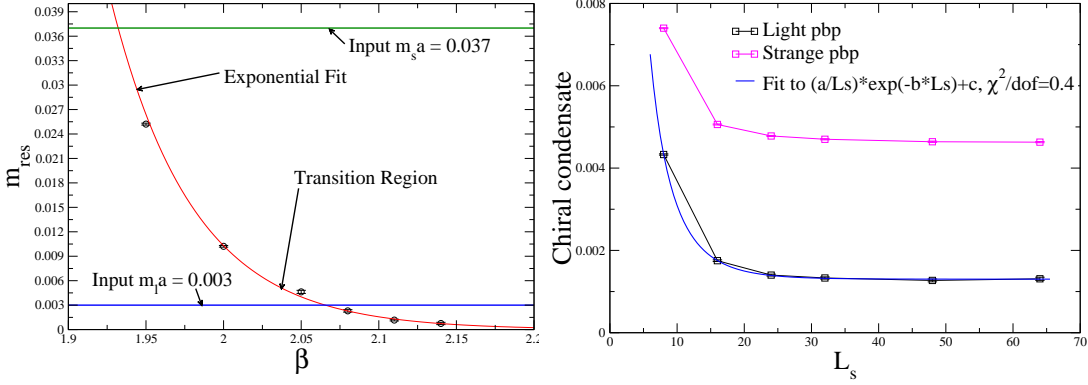 0.039
0.036
0.033
0.03
0.027
0.024
0.021
0.018
0.015
0.012
0.009
0.006
0.003
0
m_res
Input m_s a = 0.037
Exponential Fit
Transition Region
Input m_l a = 0.003
1.9 1.95 2 2.05 2.1 2.15 2.2
β
0.008
0.006
0.004
0.002
0
Chiral condensate
Light pbp
Strange pbp
Fit to (a/Ls)*exp(-b*Ls)+c, χ²/dof=0.4
0 10 20 30 40 50 60 70
L_s